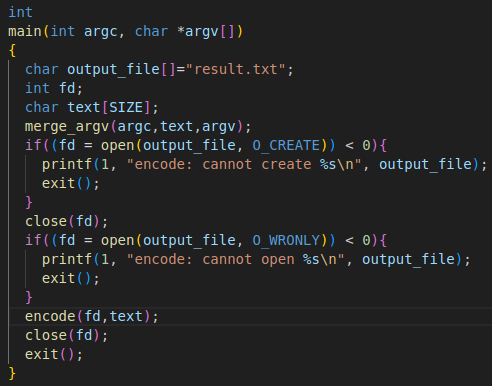 int
main(int argc, char *argv[])
{
  char output_file[]="result.txt";
  int fd;
  char text[SIZE];
  merge_argv(argc,text,argv);
  if((fd = open(output_file, O_CREATE)) < 0){
    printf(1, "encode: cannot create %s\n", output_file);
    exit();
  }
  close(fd);
  if((fd = open(output_file, O_WRONLY)) < 0){
    printf(1, "encode: cannot open %s\n", output_file);
    exit();
  }
  encode(fd,text);
  close(fd);
  exit();
}